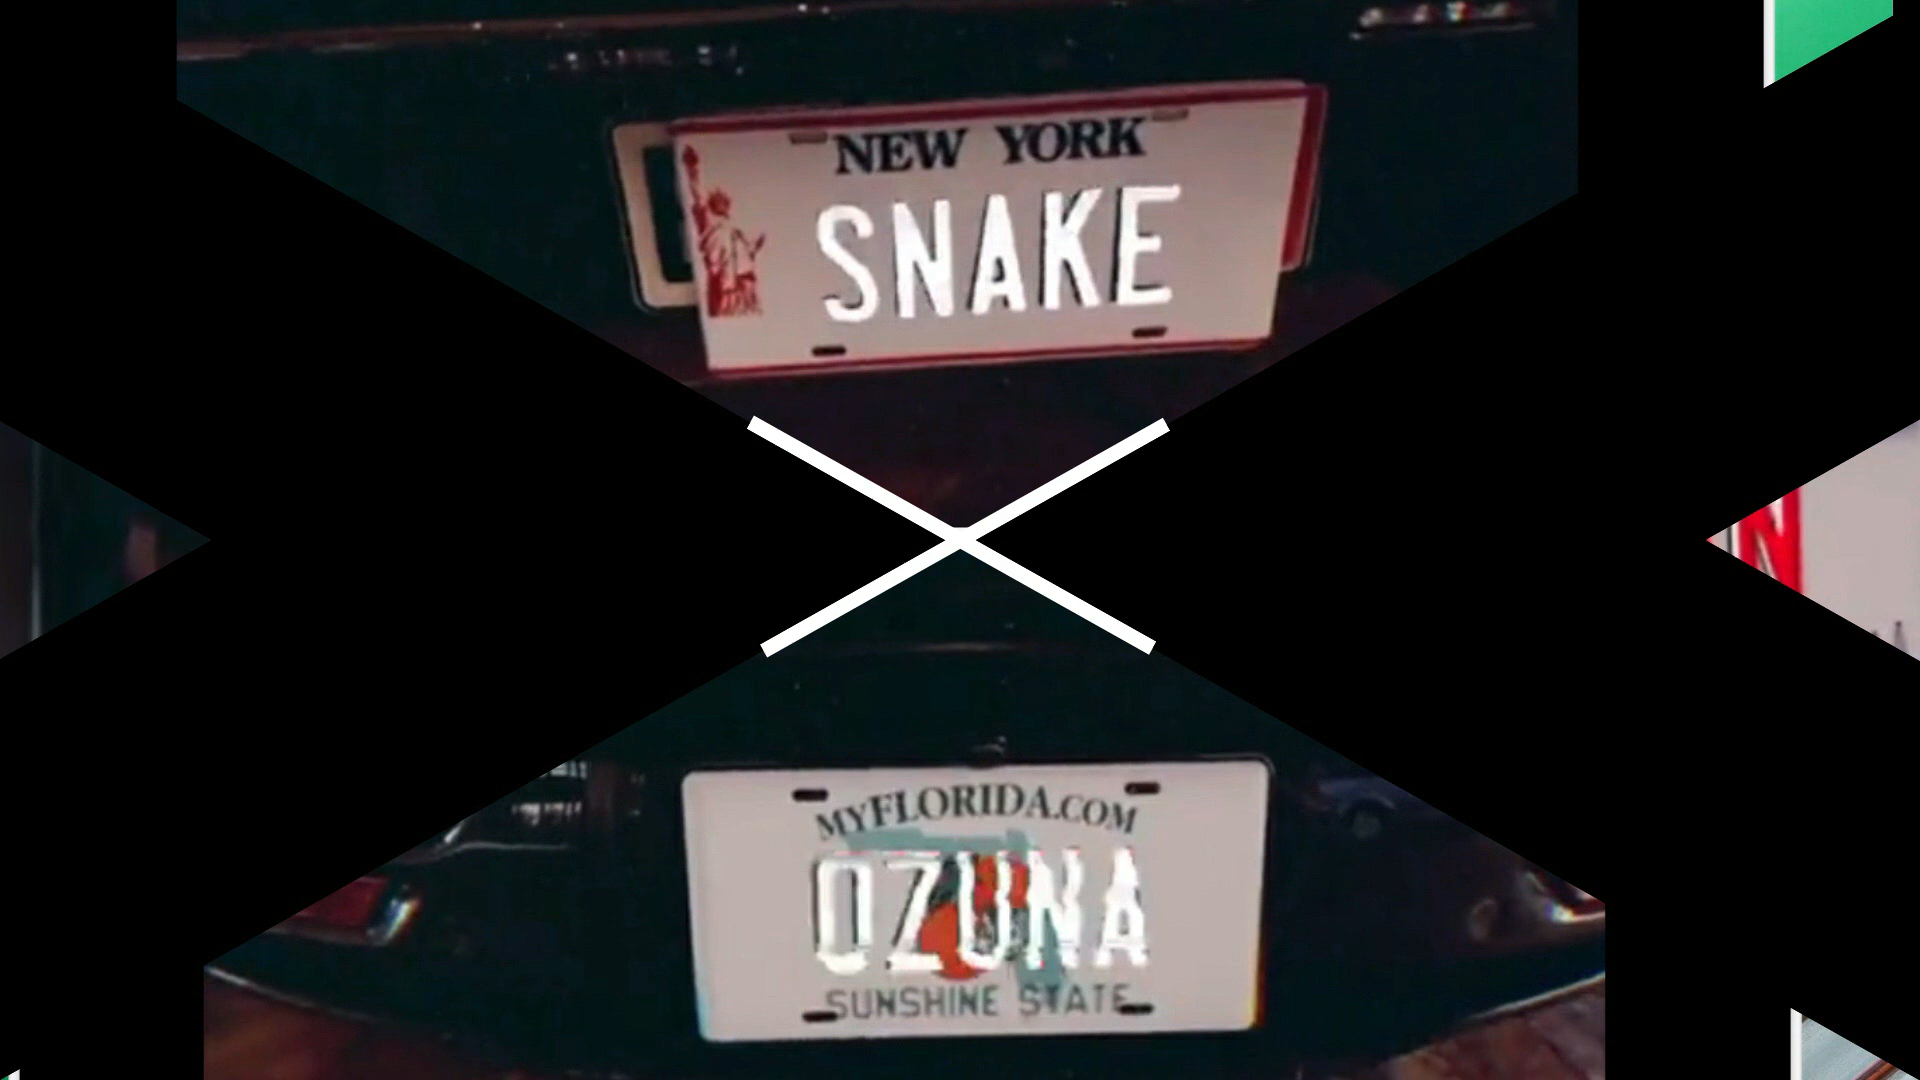 NEW YORK
SNAKE
N
MYFLORIDA.COM
OZUNA
SUNSHINE STATE